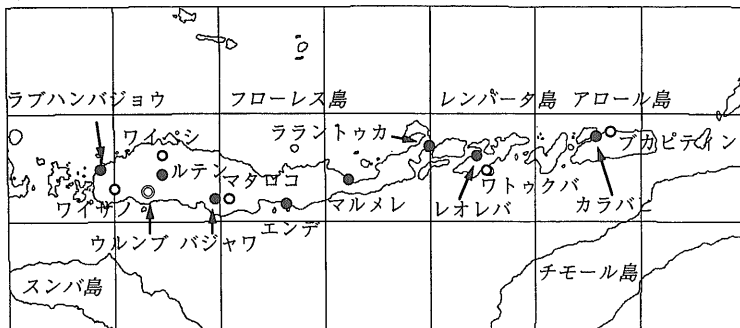 ラブハンバジョウ
フローレス島
レンバータ島
アロール島
ワイペシ
ララントゥカ
ブカピティン
ルテン
マタロコ
ワトゥクバ
ワイサノ
マルメレ
レオレバ
カラバ
ウルンブ
バジャワ
エンデ
スンバ島
チモール島